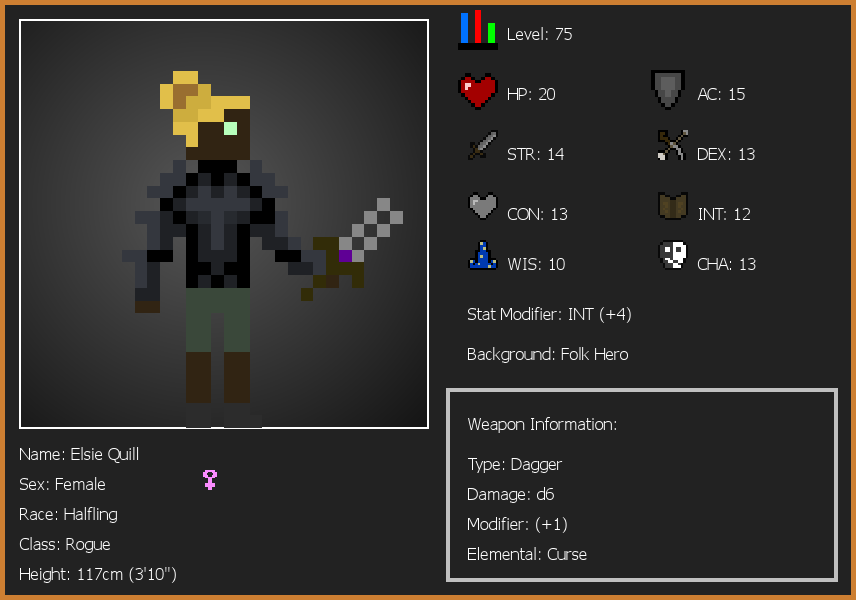 Level: 75
HP: 20
AC: 15
STR: 14
DEX: 13
CON: 13
INT: 12
WIS: 10
CHA: 13
Stat Modifier: INT (+4)
Background: Folk Hero
Weapon Information:
Type: Dagger
Damage: d6
Modifier: (+1)
Elemental: Curse
Name: Elsie Quill
Sex: Female
Race: Halfling
Class: Rogue
Height: 117cm (3'10")